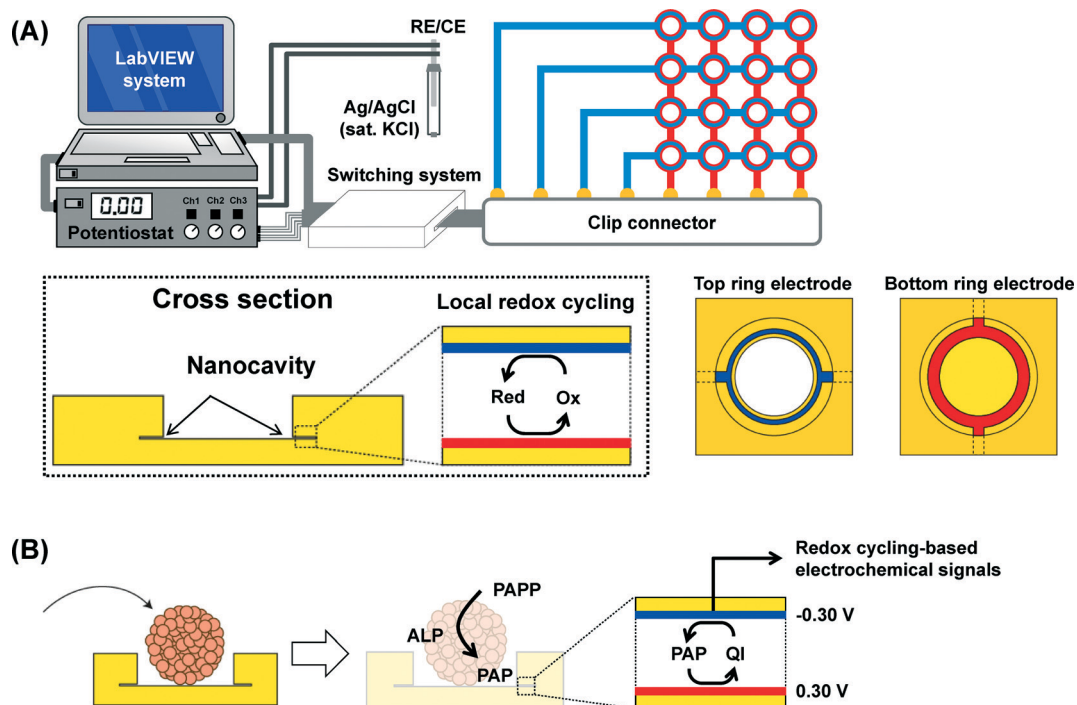 (A)
LabVIEW
system
RE/CE
Ag/AgCl
(sat. KCl)
Switching system
0.00
Ch1 Ch2 Ch3
Potentiostat
Clip connector
Cross section
Nanocavity
Local redox cycling
Red
Ox
Top ring electrode
Bottom ring electrode
(B)
PAPP
ALP
PAP
Redox cycling-based
electrochemical signals
-0.30 V
PAP
QI
0.30 V